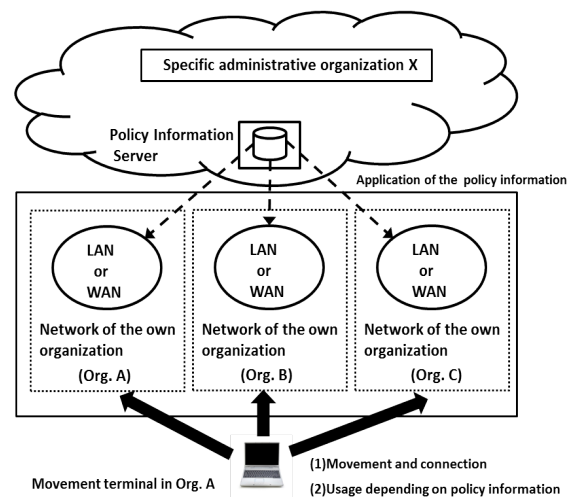 Specific administrative organization X
Policy Information
Server
Application of the policy information
LAN
or
WAN
Network of the own
organization
(Org. A)
LAN
or
WAN
Network of the own
organization
(Org. B)
LAN
or
WAN
Network of the own
organization
(Org. C)
Movement terminal in Org. A
(1)Movement and connection
(2)Usage depending on policy information